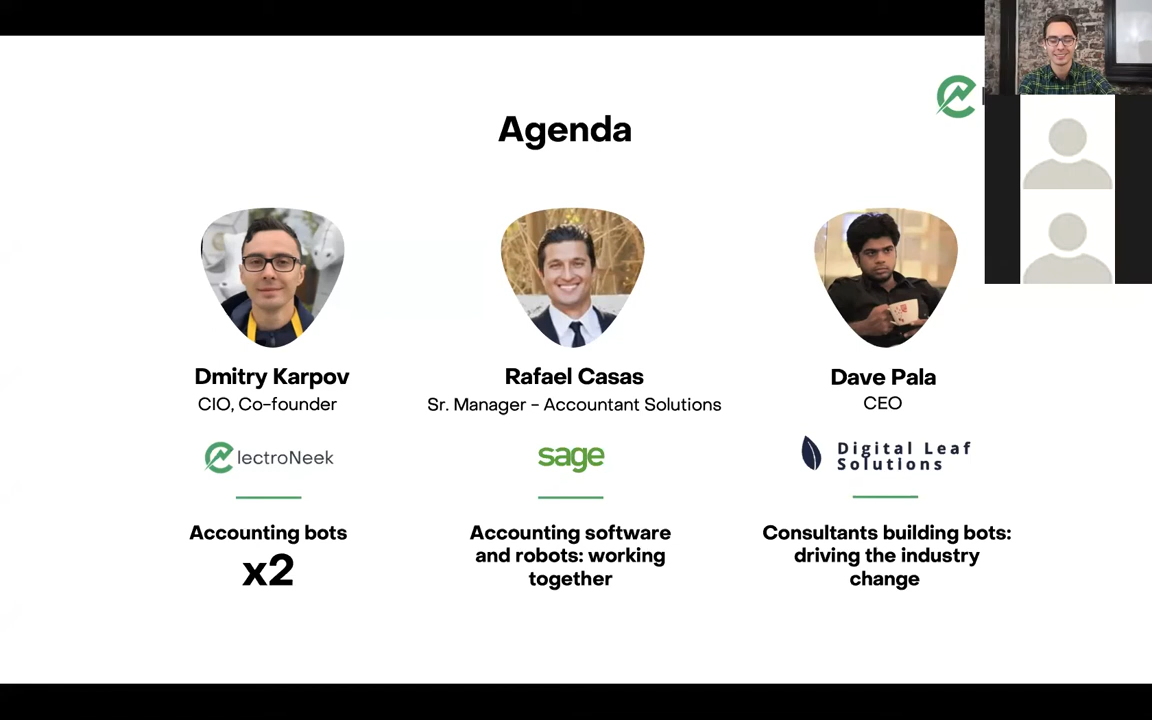 Agenda
Dmitry Karpov
CIO, Co-founder
lectroNeek
Accounting bots
x2
Rafael Casas
Sr. Manager - Accountant Solutions
sage
Accounting software
and robots: working
together
Dave Pala
CEO
Digital Leaf
Solutions
Consultants building bots:
driving the industry
change